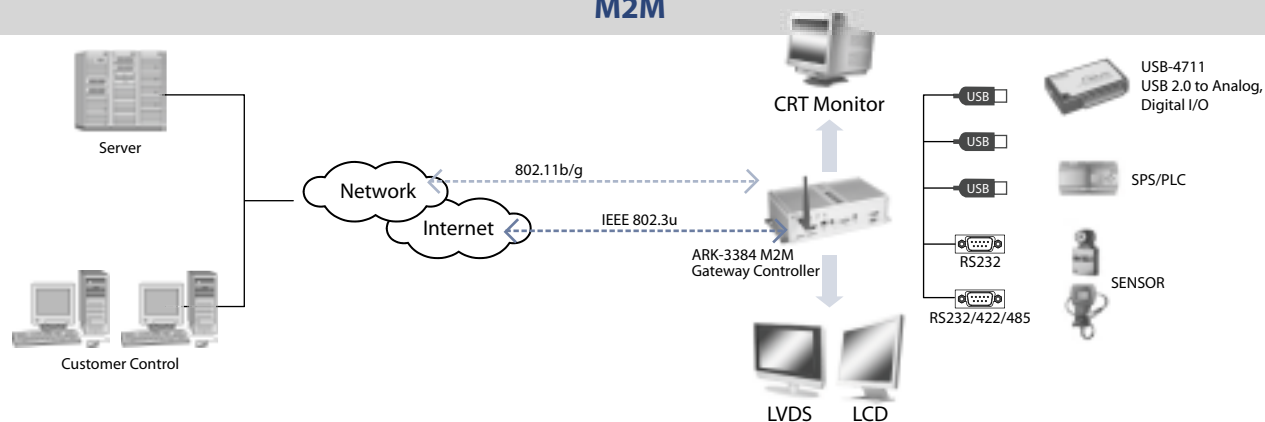 M2M
Server
Customer Control
Network
Internet
802.11b/g
IEEE 802.3u
CRT Monitor
ARK-3384 M2M
Gateway Controller
LVDS
LCD
USB
USB
USB
RS232
RS232/422/485
USB-4711
USB 2.0 to Analog,
Digital I/O
SPS/PLC
SENSOR